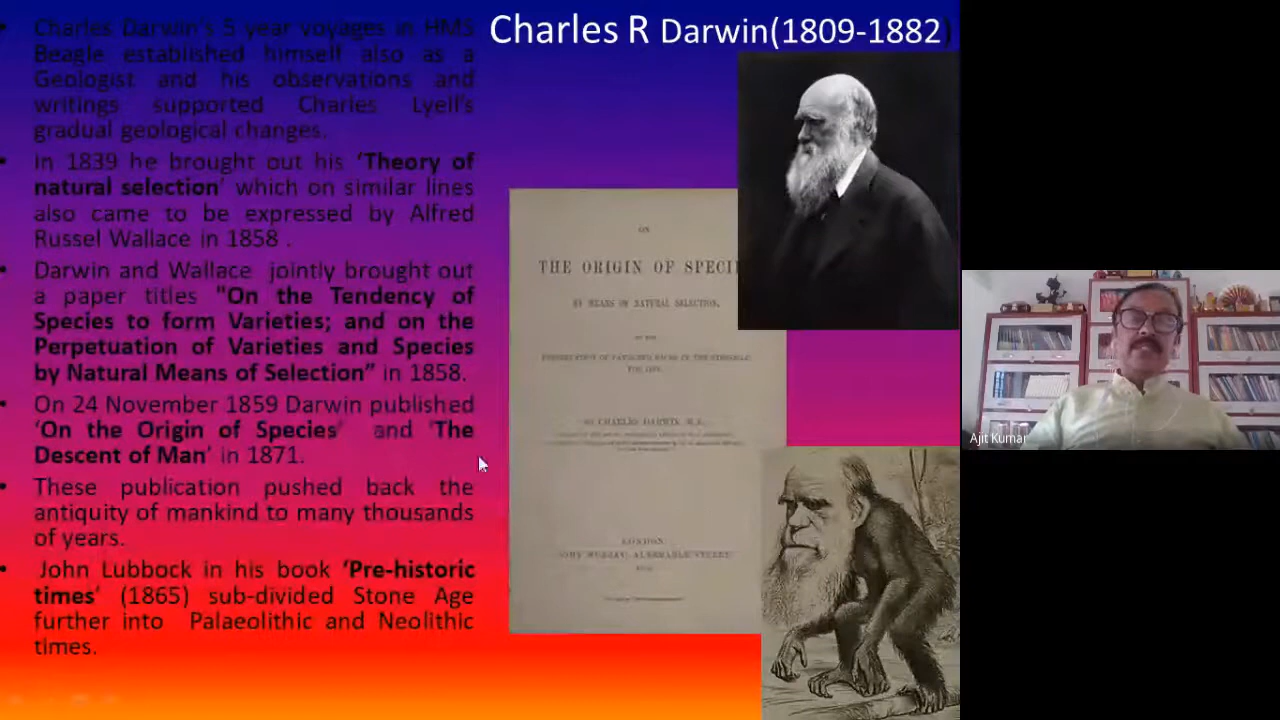 Charles R Darwin(1809-1882)
• Charles Darwin's 5 year voyages in HMS
Beagle established himself also as a
Geologist and his observations and
writings supported Charles Lyell's
gradual geological changes.
• In 1839 he brought out his ‘Theory of
natural selection’ which on similar lines
also came to be expressed by Alfred
Russel Wallace in 1858 .
• Darwin and Wallace jointly brought out
a paper titles "On the Tendency of
Species to form Varieties; and on the
Perpetuation of Varieties and Species
by Natural Means of Selection” in 1858.
• On 24 November 1859 Darwin published
‘On the Origin of Species’ and ‘The
Descent of Man’ in 1871.
• These publication pushed back the
antiquity of mankind to many thousands
of years.
• John Lubbock in his book ‘Pre-historic
times’ (1865) sub-divided Stone Age
further into Palaeolithic and Neolithic
times.
ON
THE ORIGIN OF SPECI
BY MEANS OF NATURAL SELECTION,
BY CHARLES DARWIN, M.A.,
LONDON
JOHN MURRAY, ALBEMARLE STREET
Ajit Kumar